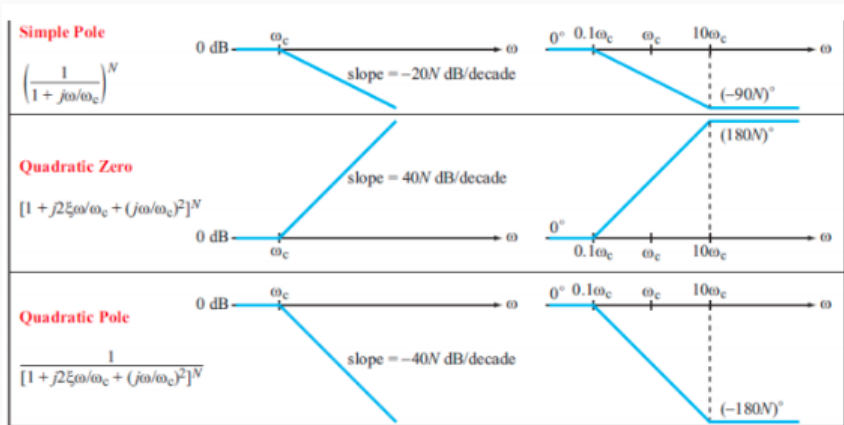 Simple Pole
(1 / (1 + jω/ω_c))^N
0 dB
ω_c
ω
slope = −20N dB/decade
0° 0.1ω_c ω_c 10ω_c
ω
(−90N)°
Quadratic Zero
[1 + j2ξω/ω_c + (jω/ω_c)²]^N
slope = 40N dB/decade
0 dB
ω_c
ω
(180N)°
0°
0.1ω_c ω_c 10ω_c
ω
Quadratic Pole
1 / [1 + j2ξω/ω_c + (jω/ω_c)²]^N
0 dB
ω_c
ω
slope = −40N dB/decade
0° 0.1ω_c ω_c 10ω_c
ω
(−180N)°